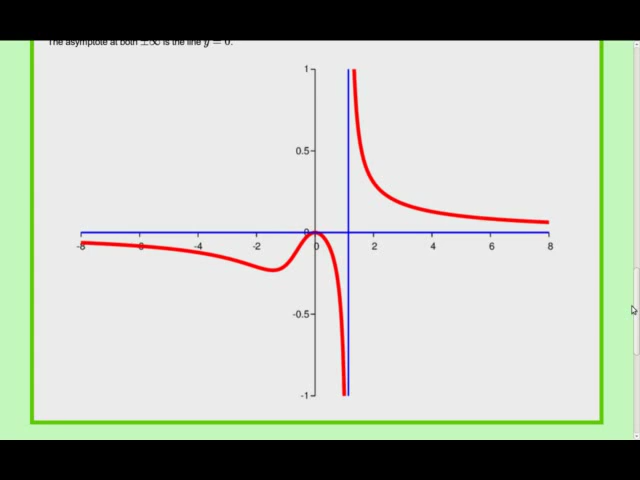 The asymptote at both ±∞ is the line y = 0.
1
0.5
0
-8 -6 -4 -2 0 2 4 6 8
-0.5
-1